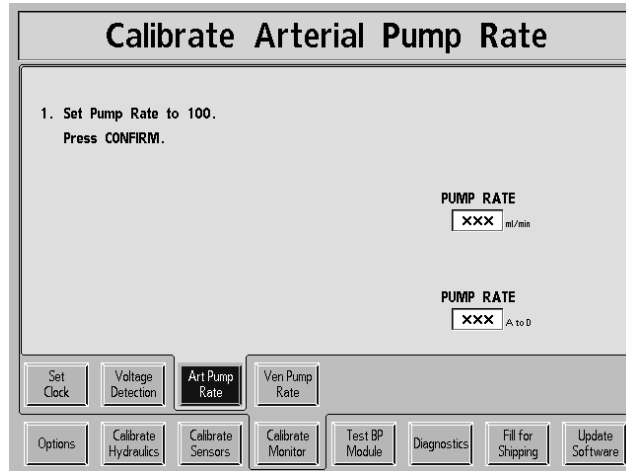 Calibrate Arterial Pump Rate
1. Set Pump Rate to 100.
Press CONFIRM.
PUMP RATE
XXX ml/min
PUMP RATE
XXX A to D
Set Clock
Voltage Detection
Art Pump Rate
Ven Pump Rate
Options
Calibrate Hydraulics
Calibrate Sensors
Calibrate Monitor
Test BP Module
Diagnostics
Fill for Shipping
Update Software